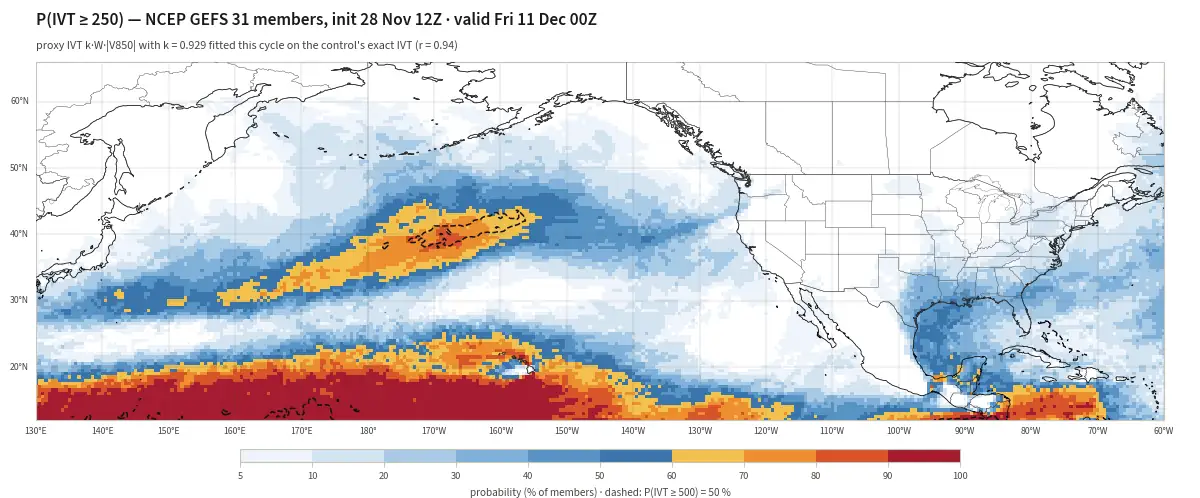 P(IVT ≥ 250) — NCEP GEFS 31 members, init 28 Nov 12Z · valid Fri 11 Dec 00Z
proxy IVT k·W·|V850| with k = 0.929 fitted this cycle on the control's exact IVT (r = 0.94)
60°N
50°N
40°N
30°N
20°N
130°E 140°E 150°E 160°E 170°E 180° 170°W 160°W 150°W 140°W 130°W 120°W 110°W 100°W 90°W 80°W 70°W 60°W
5 10 20 30 40 50 60 70 80 90 100
probability (% of members) · dashed: P(IVT ≥ 500) = 50 %